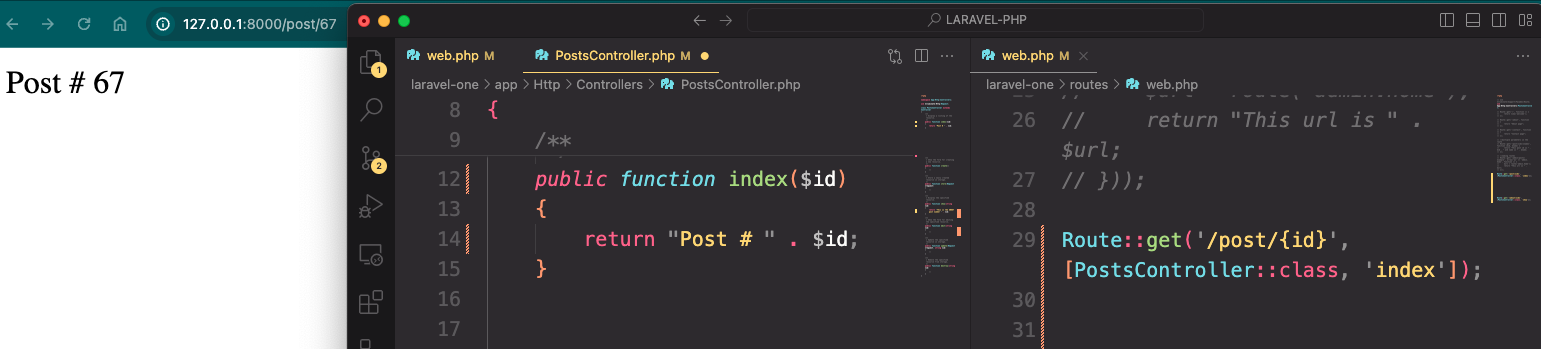 127.0.0.1:8000/post/67
Post # 67
LARAVEL-PHP
1
2
web.php M
PostsController.php M
laravel-one > app > Http > Controllers > PostsController.php
8 {
9 /**
12 public function index($id)
13 {
14 return "Post # " . $id;
15 }
16
17
web.php M
laravel-one > routes > web.php
26 // return "This url is " .
$url;
27 // }));
28
29 Route::get('/post/{id}',
[PostsController::class, 'index']);
30
31